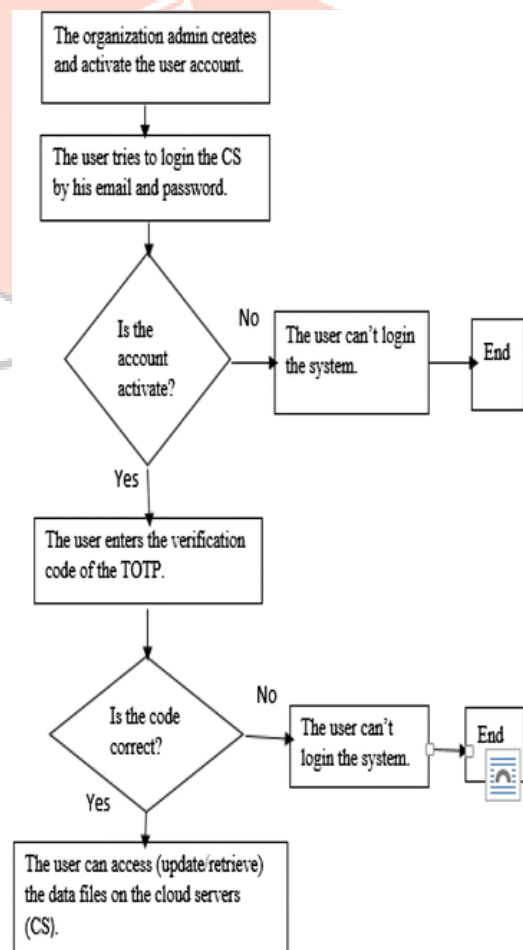 The organization admin creates
and activate the user account.
The user tries to login the CS
by his email and password.
Is the
account
activate?
No
The user can't login
the system.
End
Yes
The user enters the verification
code of the TOTP.
Is the code
correct?
No
The user can't
login the system.
End
Yes
The user can access (update/retrieve)
the data files on the cloud servers
(CS).